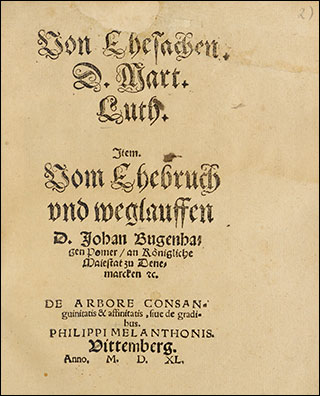 2)
Von Ehesachen.
D. Mart.
Luth.
Item.
Vom Ehebruch
vnd weglauffen
D. Johan Bugenha-
gen Pomer/ an Königliche
Maiestat zu Dene-
marcken ꝛc.
DE ARBORE CONSAN-
guinitatis & affinitatis, siue de gradi-
bus.
PHILIPPI MELANTHONIS.
Vittemberg.
Anno. M. D. XL.